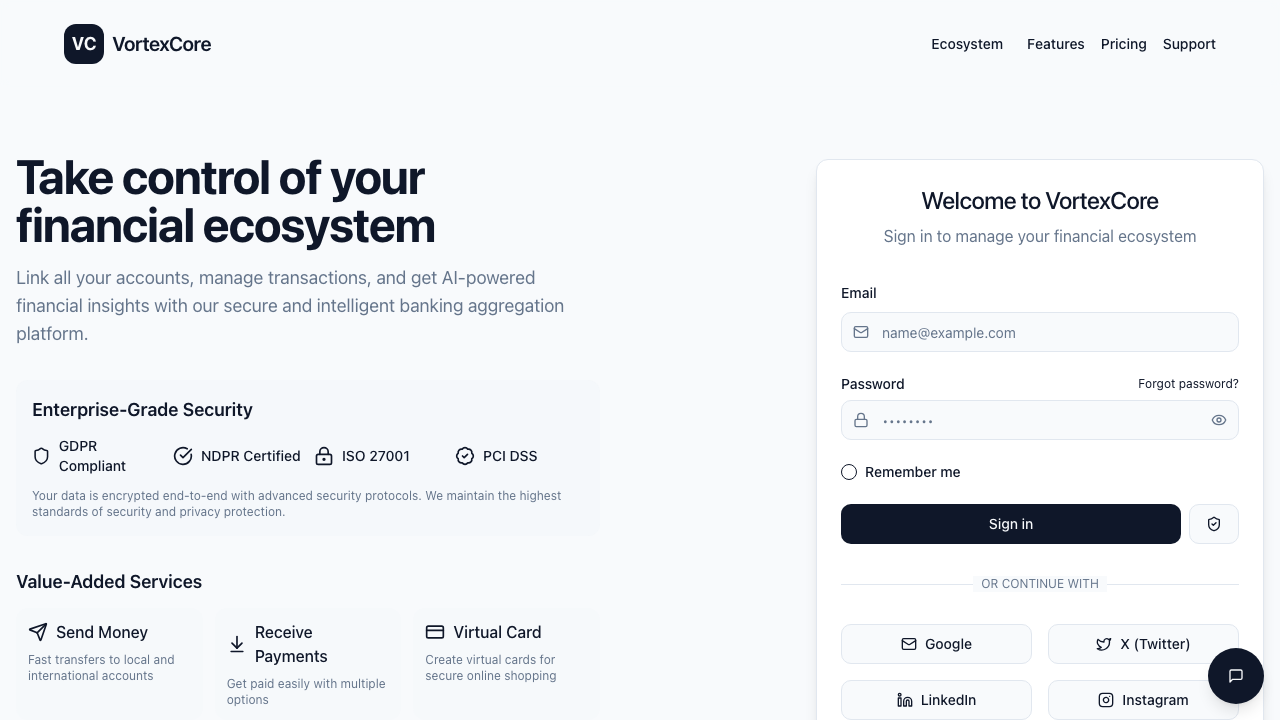 VC VortexCore
Ecosystem Features Pricing Support
Take control of your
financial ecosystem
Link all your accounts, manage transactions, and get AI-powered
financial insights with our secure and intelligent banking aggregation
platform.
Enterprise-Grade Security
GDPR
Compliant
NDPR Certified
ISO 27001
PCI DSS
Your data is encrypted end-to-end with advanced security protocols. We maintain the highest
standards of security and privacy protection.
Value-Added Services
Send Money
Fast transfers to local and
international accounts
Receive
Payments
Get paid easily with multiple
options
Virtual Card
Create virtual cards for
secure online shopping
Welcome to VortexCore
Sign in to manage your financial ecosystem
Email
name@example.com
Password Forgot password?
••••••••
Remember me
Sign in
OR CONTINUE WITH
Google
X (Twitter)
LinkedIn
Instagram